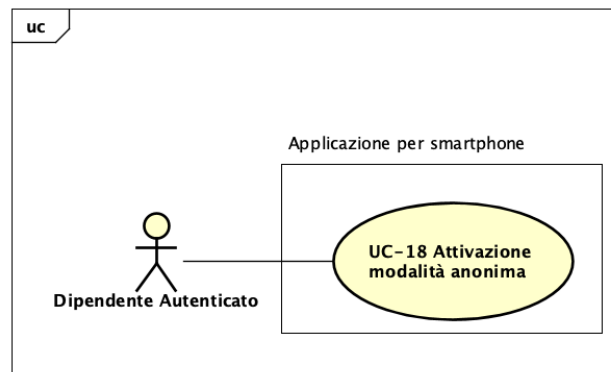 uc
Applicazione per smartphone
UC-18 Attivazione
modalità anonima
Dipendente Autenticato